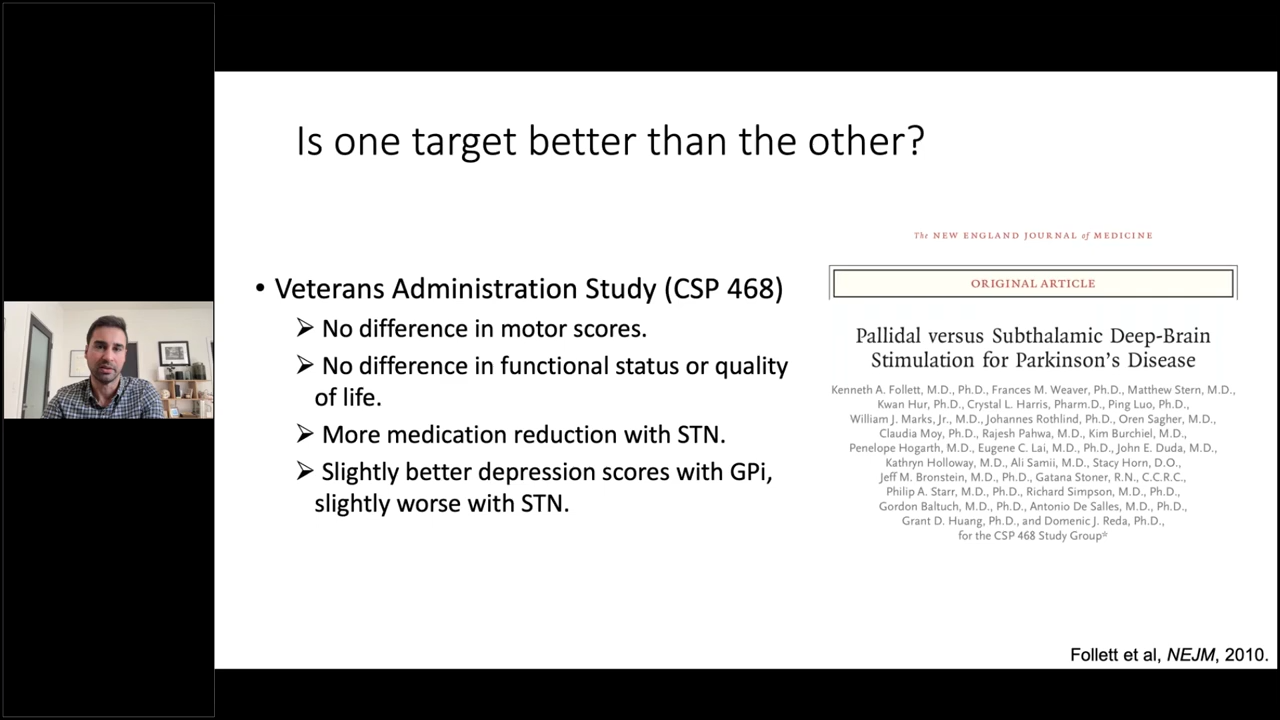 Is one target better than the other?
• Veterans Administration Study (CSP 468)
➢ No difference in motor scores.
➢ No difference in functional status or quality
of life.
➢ More medication reduction with STN.
➢ Slightly better depression scores with GPi,
slightly worse with STN.
The NEW ENGLAND JOURNAL of MEDICINE
ORIGINAL ARTICLE
Pallidal versus Subthalamic Deep-Brain
Stimulation for Parkinson's Disease
Kenneth A. Follett, M.D., Ph.D., Frances M. Weaver, Ph.D., Matthew Stern, M.D.,
Kwan Hur, Ph.D., Crystal L. Harris, Pharm.D., Ping Luo, Ph.D.,
William J. Marks, Jr., M.D., Johannes Rothlind, Ph.D., Oren Sagher, M.D.,
Claudia Moy, Ph.D., Rajesh Pahwa, M.D., Kim Burchiel, M.D.,
Penelope Hogarth, M.D., Eugene C. Lai, M.D., Ph.D., John E. Duda, M.D.,
Kathryn Holloway, M.D., Ali Samii, M.D., Stacy Horn, D.O.,
Jeff M. Bronstein, M.D., Ph.D., Gatana Stoner, R.N., C.C.R.C.,
Philip A. Starr, M.D., Ph.D., Richard Simpson, M.D., Ph.D.,
Gordon Baltuch, M.D., Ph.D., Antonio De Salles, M.D., Ph.D.,
Grant D. Huang, Ph.D., and Domenic J. Reda, Ph.D.,
for the CSP 468 Study Group*
Follett et al, NEJM, 2010.